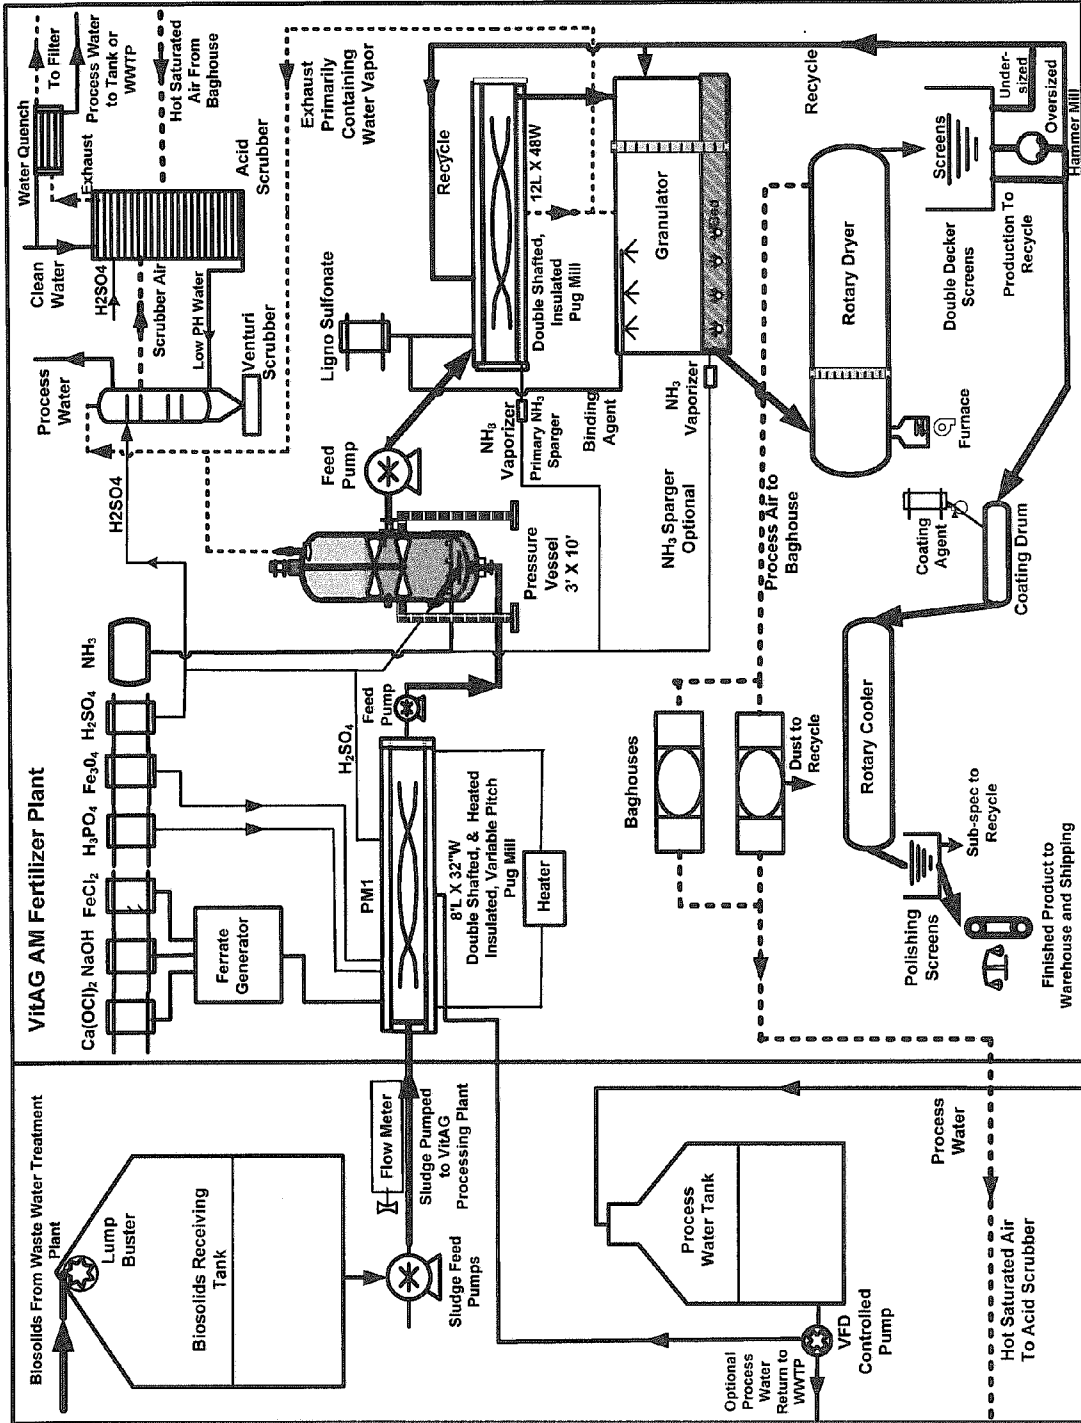 VitAG AM Fertilizer Plant
Biosolids From Waste Water Treatment
Plant
Lump
Buster
Biosolids Receiving
Tank
Sludge Feed
Pumps
Flow Meter
Sludge Pumped
to VitAG
Processing Plant
Ca(OCl)₂
NaOH
FeCl₂
H₃PO₄
Fe₃0₄
H₂SO₄
NH₃
Ferrate
Generator
PM1
8'L X 32"W
Double Shafted, & Heated
Insulated, Variable Pitch
Pug Mill
Heater
H₂SO₄
Feed
Pump
Pressure
Vessel
3' X 10'
Feed
Pump
H2SO4
Process
Water
Venturi
Scrubber
Low PH Water
Scrubber Air
H2SO4
Clean
Water
Water Quench
Exhaust
Acid
Scrubber
To Filter
Process Water
to Tank or
WWTP
Hot Saturated
Air From
Baghouse
Exhaust
Primarily
Containing
Water Vapor
Ligno Sulfonate
Recycle
12L X 48W
Double Shafted,
Insulated
Pug Mill
NH₃
Vaporizer
Primary NH₃
Sparger
Binding
Agent
Granulator
Bed
NH₃
Vaporizer
NH₃ Sparger
Optional
Recycle
Process Air to
Baghouse
Rotary Dryer
Furnace
Screens
Double Decker
Screens
Under-
sized
Oversized
Hammer Mill
Production To
Recycle
Coating
Agent
Coating Drum
Rotary Cooler
Baghouses
Dust to
Recycle
Polishing
Screens
Sub-spec to
Recycle
Finished Product to
Warehouse and Shipping
Process
Water Tank
VFD
Controlled
Pump
Optional
Process
Water
Return to
WWTP
Process
Water
Hot Saturated Air
To Acid Scrubber